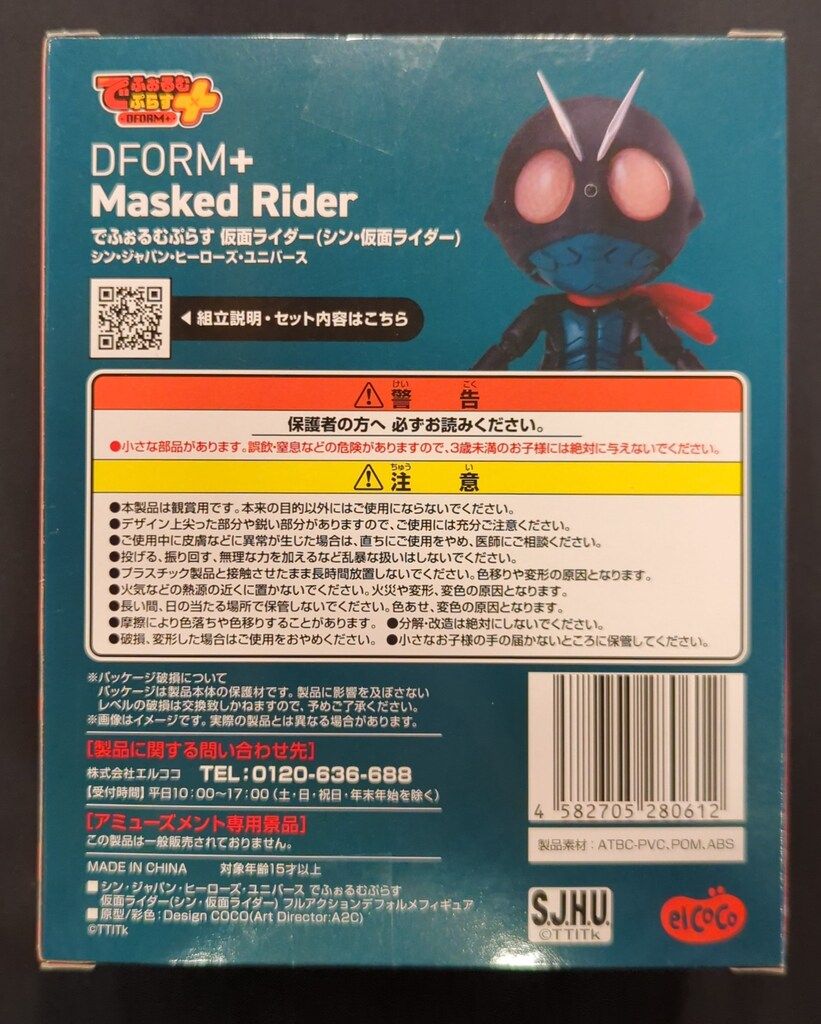 でふぉるむ
ぷらす+
DFORM+
DFORM+
Masked Rider
でふぉるむぷらす 仮面ライダー(シン・仮面ライダー)
シン・ジャパン・ヒーローズ・ユニバース
◀組立説明・セット内容はこちら
⚠警告
けい こく
保護者の方へ 必ずお読みください。
●小さな部品があります。誤飲・窒息などの危険がありますので、3歳未満のお子様には絶対に与えないでください。
⚠注意
ちゅう い
●本製品は観賞用です。本来の目的以外にはご使用にならないでください。
●デザイン上尖った部分や鋭い部分がありますので、ご使用には充分ご注意ください。
●ご使用中に皮膚などに異常が生じた場合は、直ちにご使用をやめ、医師にご相談ください。
●投げる、振り回す、無理な力を加えるなど乱暴な扱いはしないでください。
●プラスチック製品と接触させたまま長時間放置しないでください。色移りや変形の原因となります。
●火気などの熱源の近くに置かないでください。火災や変形、変色の原因となります。
●長い間、日の当たる場所で保管しないでください。色あせ、変色の原因となります。
●摩擦により色落ちや色移りすることがあります。 ●分解・改造は絶対にしないでください。
●破損、変形した場合はご使用をおやめください。 ●小さなお子様の手の届かないところに保管してください。
※パッケージ破損について
パッケージは製品本体の保護材です。製品に影響を及ぼさない
レベルの破損は交換致しかねますので、予めご了承ください。
※画像はイメージです。実際の製品とは異なる場合があります。
[製品に関する問い合わせ先]
株式会社エルココ TEL:0120-636-688
【受付時間】平日10:00〜17:00(土・日・祝日・年末年始を除く)
[アミューズメント専用景品]
この製品は一般販売されておりません。
MADE IN CHINA 対象年齢15才以上
■シン・ジャパン・ヒーローズ・ユニバース でふぉるむぷらす
仮面ライダー(シン・仮面ライダー) フルアクションデフォルメフィギュア
■原型/彩色:Design COCO(Art Director:A2C)
©TTITk
4 582705 280612
製品素材:ATBC-PVC、POM、ABS
S.J.H.U.
©TTITk
elcoco